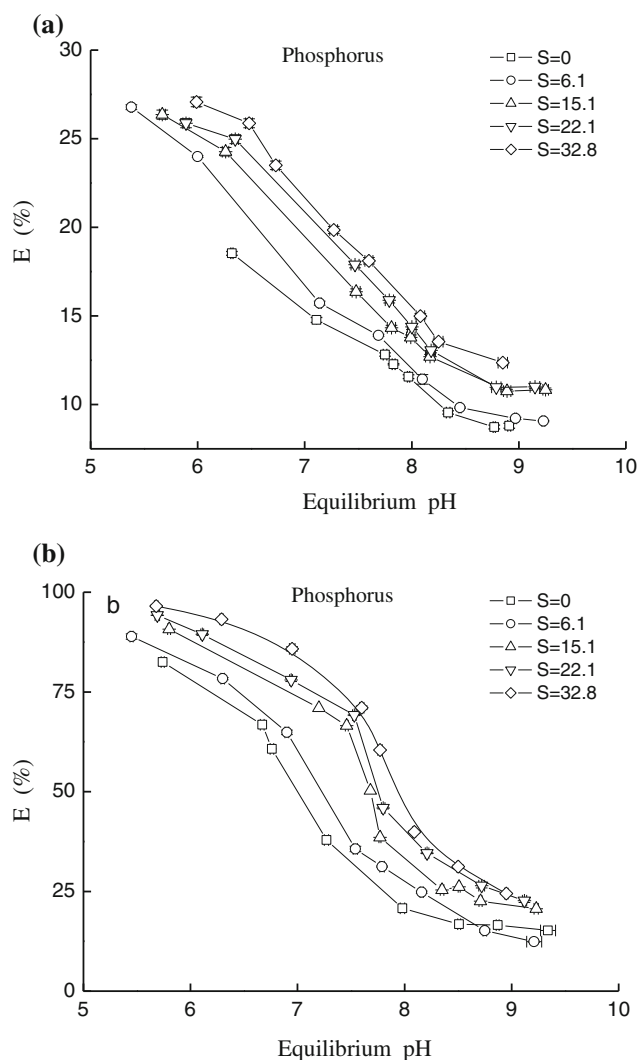 (a)
30
25
20
15
10
E (%)
Phosphorus
S=0
S=6.1
S=15.1
S=22.1
S=32.8
5 6 7 8 9 10
Equilibrium pH
(b)
100
75
50
25
0
E (%)
b
Phosphorus
S=0
S=6.1
S=15.1
S=22.1
S=32.8
5 6 7 8 9 10
Equilibrium pH